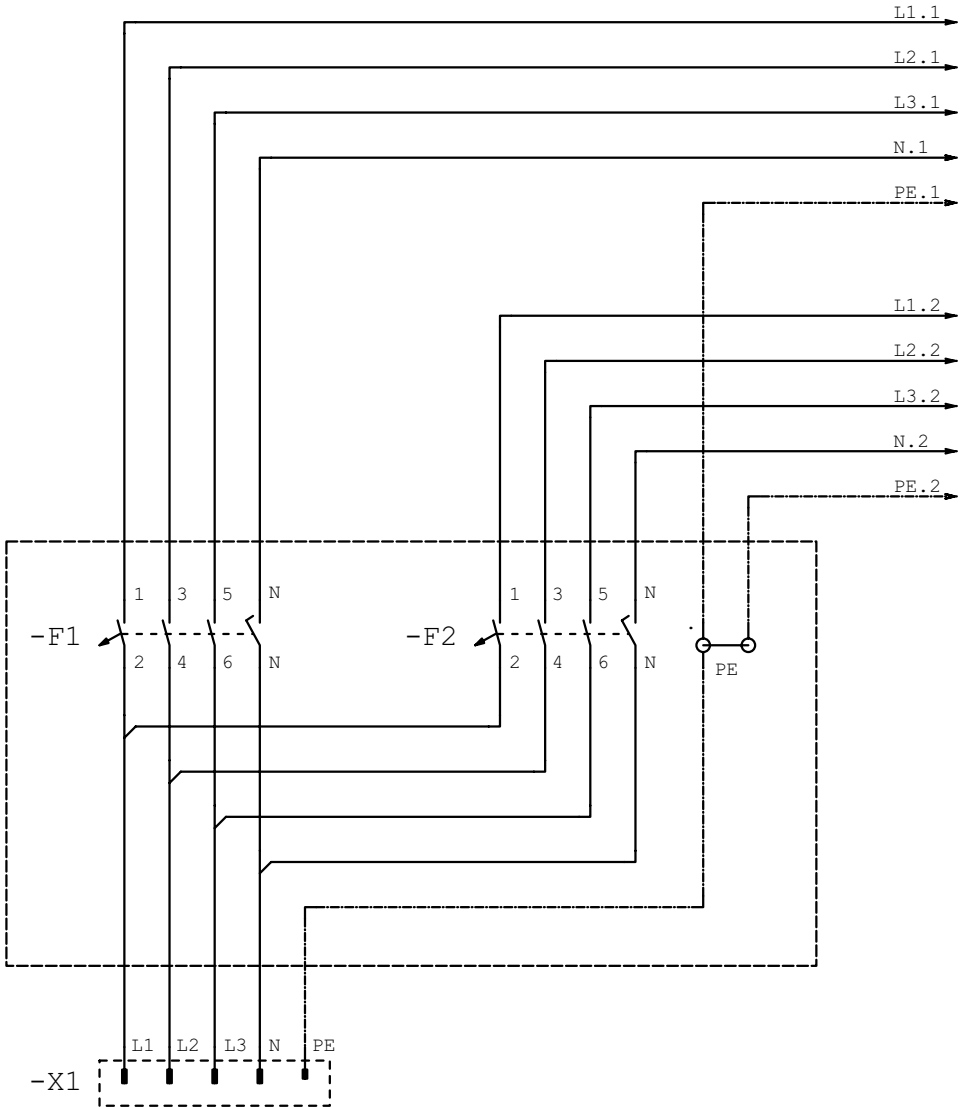 L1.1
L2.1
L3.1
N.1
PE.1
L1.2
L2.2
L3.2
N.2
PE.2
1 3 5 N 1 3 5 N
-F1 -F2
2 4 6 N 2 4 6 N PE
L1 L2 L3 N PE
-X1